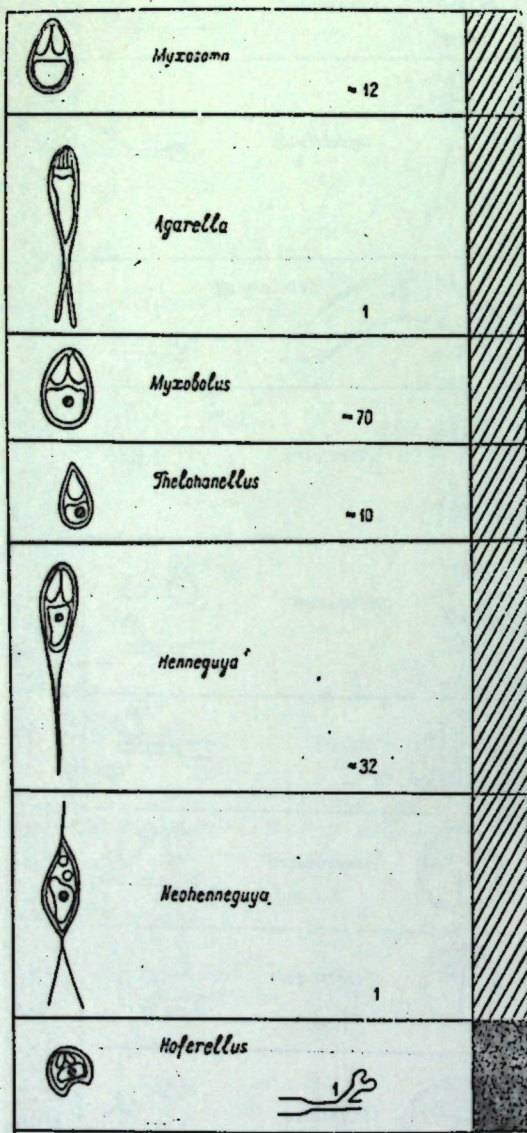 Myxosoma
≈ 12
Agarella
1
Myxobolus
≈ 70
Thelohanellus
≈ 10
Henneguya
≈ 32
Neohenneguya
1
Hoferellus
1